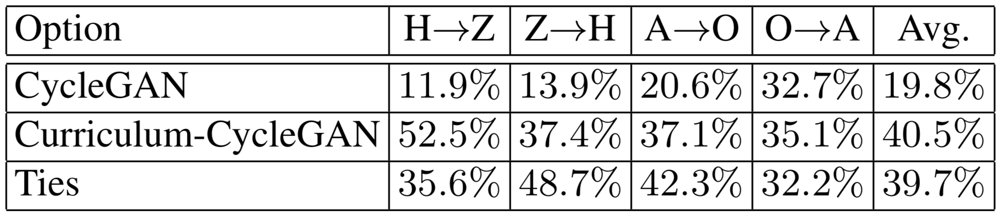 Option H→Z Z→H A→O O→A Avg.
CycleGAN 11.9% 13.9% 20.6% 32.7% 19.8%
Curriculum-CycleGAN 52.5% 37.4% 37.1% 35.1% 40.5%
Ties 35.6% 48.7% 42.3% 32.2% 39.7%